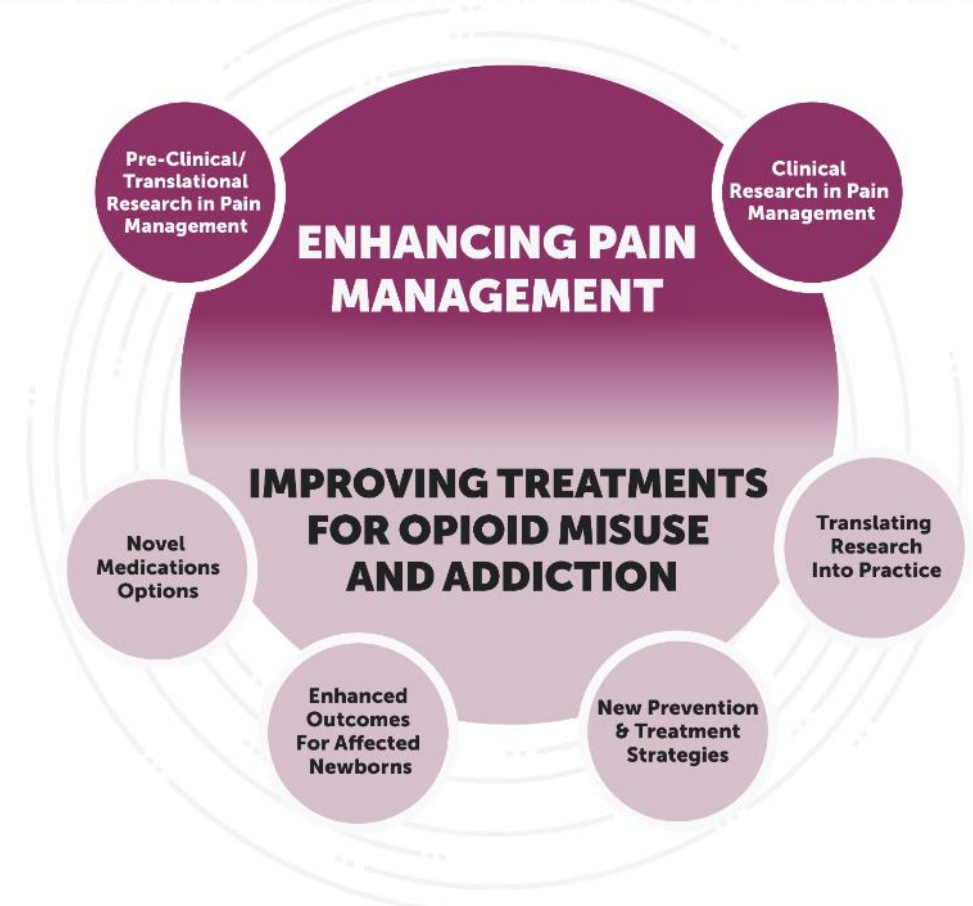 Pre-Clinical/
Translational
Research in Pain
Management
Clinical
Research in Pain
Management
ENHANCING PAIN
MANAGEMENT
IMPROVING TREATMENTS
FOR OPIOID MISUSE
AND ADDICTION
Novel
Medications
Options
Translating
Research
Into Practice
Enhanced
Outcomes
For Affected
Newborns
New Prevention
& Treatment
Strategies